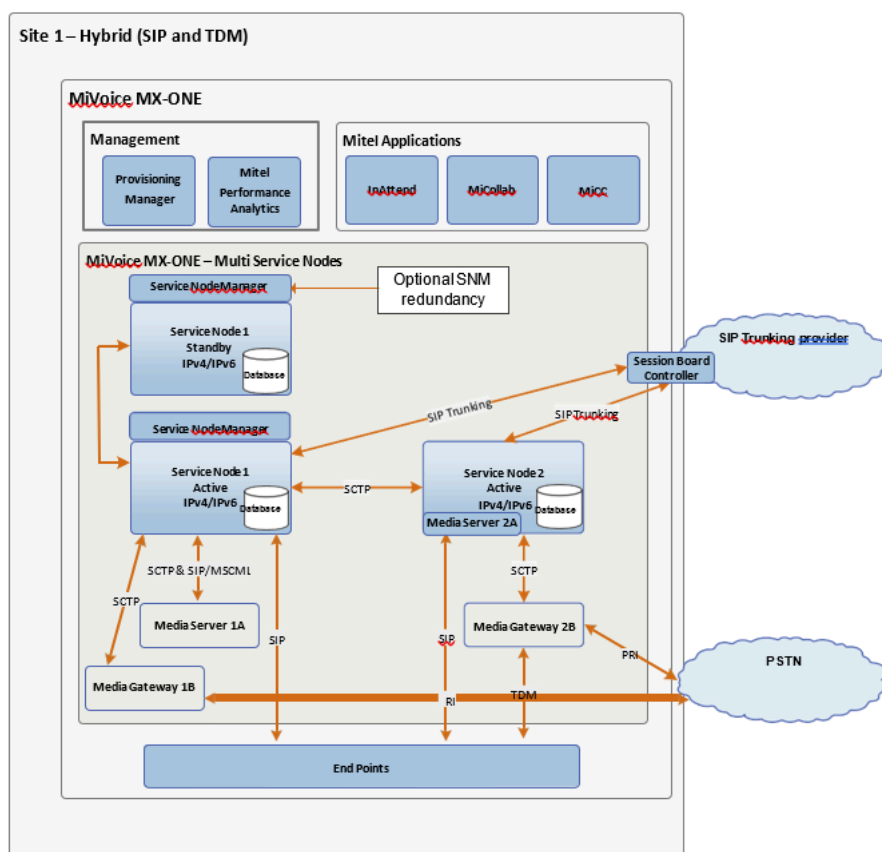 Site 1 – Hybrid (SIP and TDM)
MiVoice MX-ONE
Management
Provisioning
Manager
Mitel
Performance
Analytics
Mitel Applications
InAttend
MiCollab
MiCC
MiVoice MX-ONE – Multi Service Nodes
Service NodeManager
Optional SNM
redundancy
Service Node 1
Standby
IPv4/IPv6
Database
SIP Trunking provider
Session Board
Controller
SIP Trunking
SIP Trunking
Service NodeManager
Service Node 1
Active
IPv4/IPv6
Database
SCTP
Service Node 2
Active
IPv4/IPv6
Database
Media Server 2A
SCTP & SIP/MSCML
SCTP
SCTP
Media Server 1A
SIP
SIP
Media Gateway 2B
PRI
PSTN
Media Gateway 1B
RI
TDM
End Points